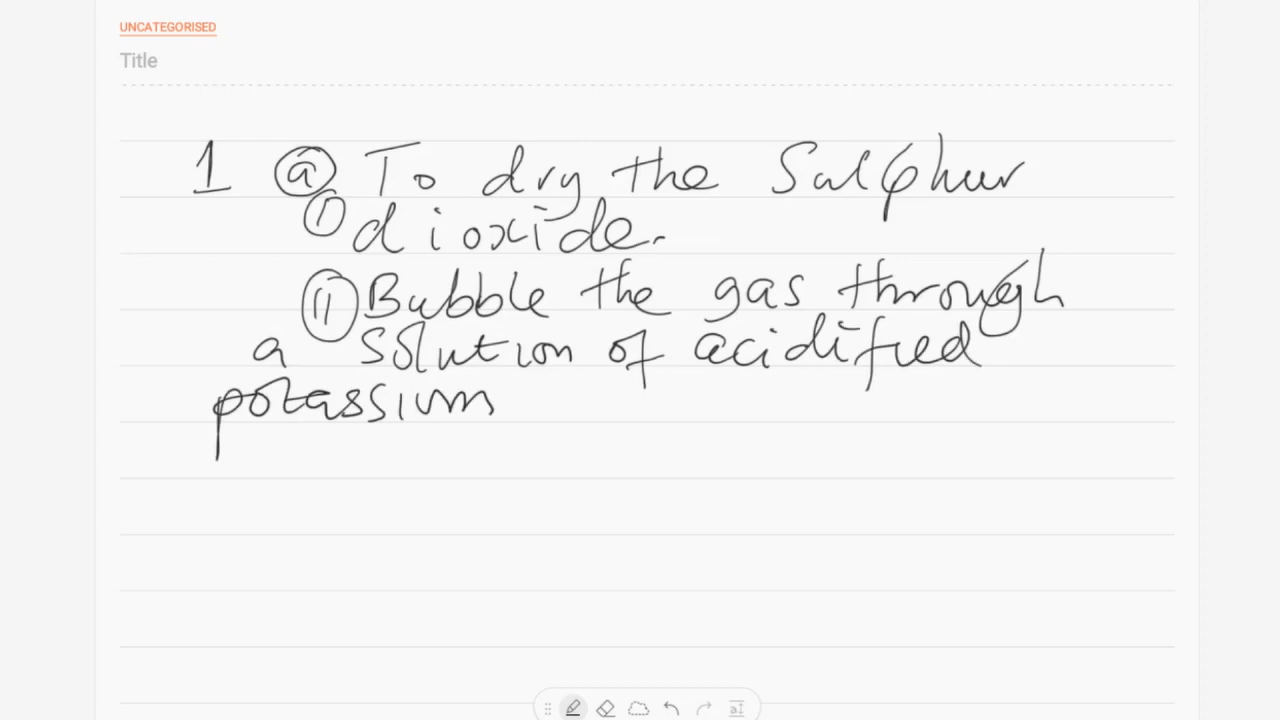 UNCATEGORISED
Title
1 (a) To dry the Sulphur
(i) dioxide.
(ii) Bubble the gas through
a solution of acidified
potassium